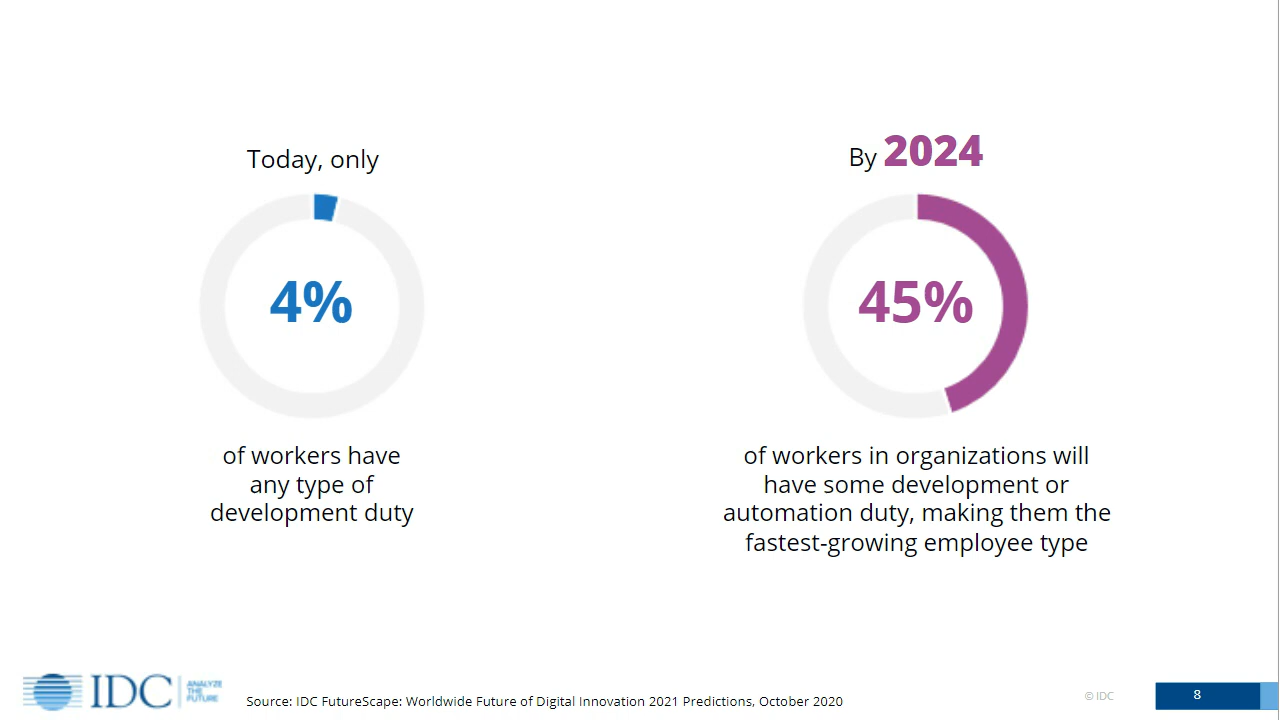 Today, only
4%
of workers have
any type of
development duty
By 2024
45%
of workers in organizations will
have some development or
automation duty, making them the
fastest-growing employee type
IDC
ANALYZE
THE
FUTURE
Source: IDC FutureScape: Worldwide Future of Digital Innovation 2021 Predictions, October 2020
© IDC
8